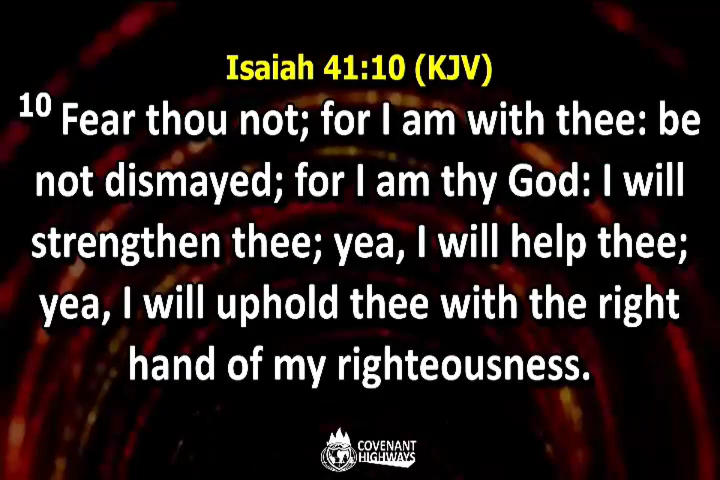 Isaiah 41:10 (KJV)
10 Fear thou not; for I am with thee: be
not dismayed; for I am thy God: I will
strengthen thee; yea, I will help thee;
yea, I will uphold thee with the right
hand of my righteousness.
COVENANT
HIGHWAYS